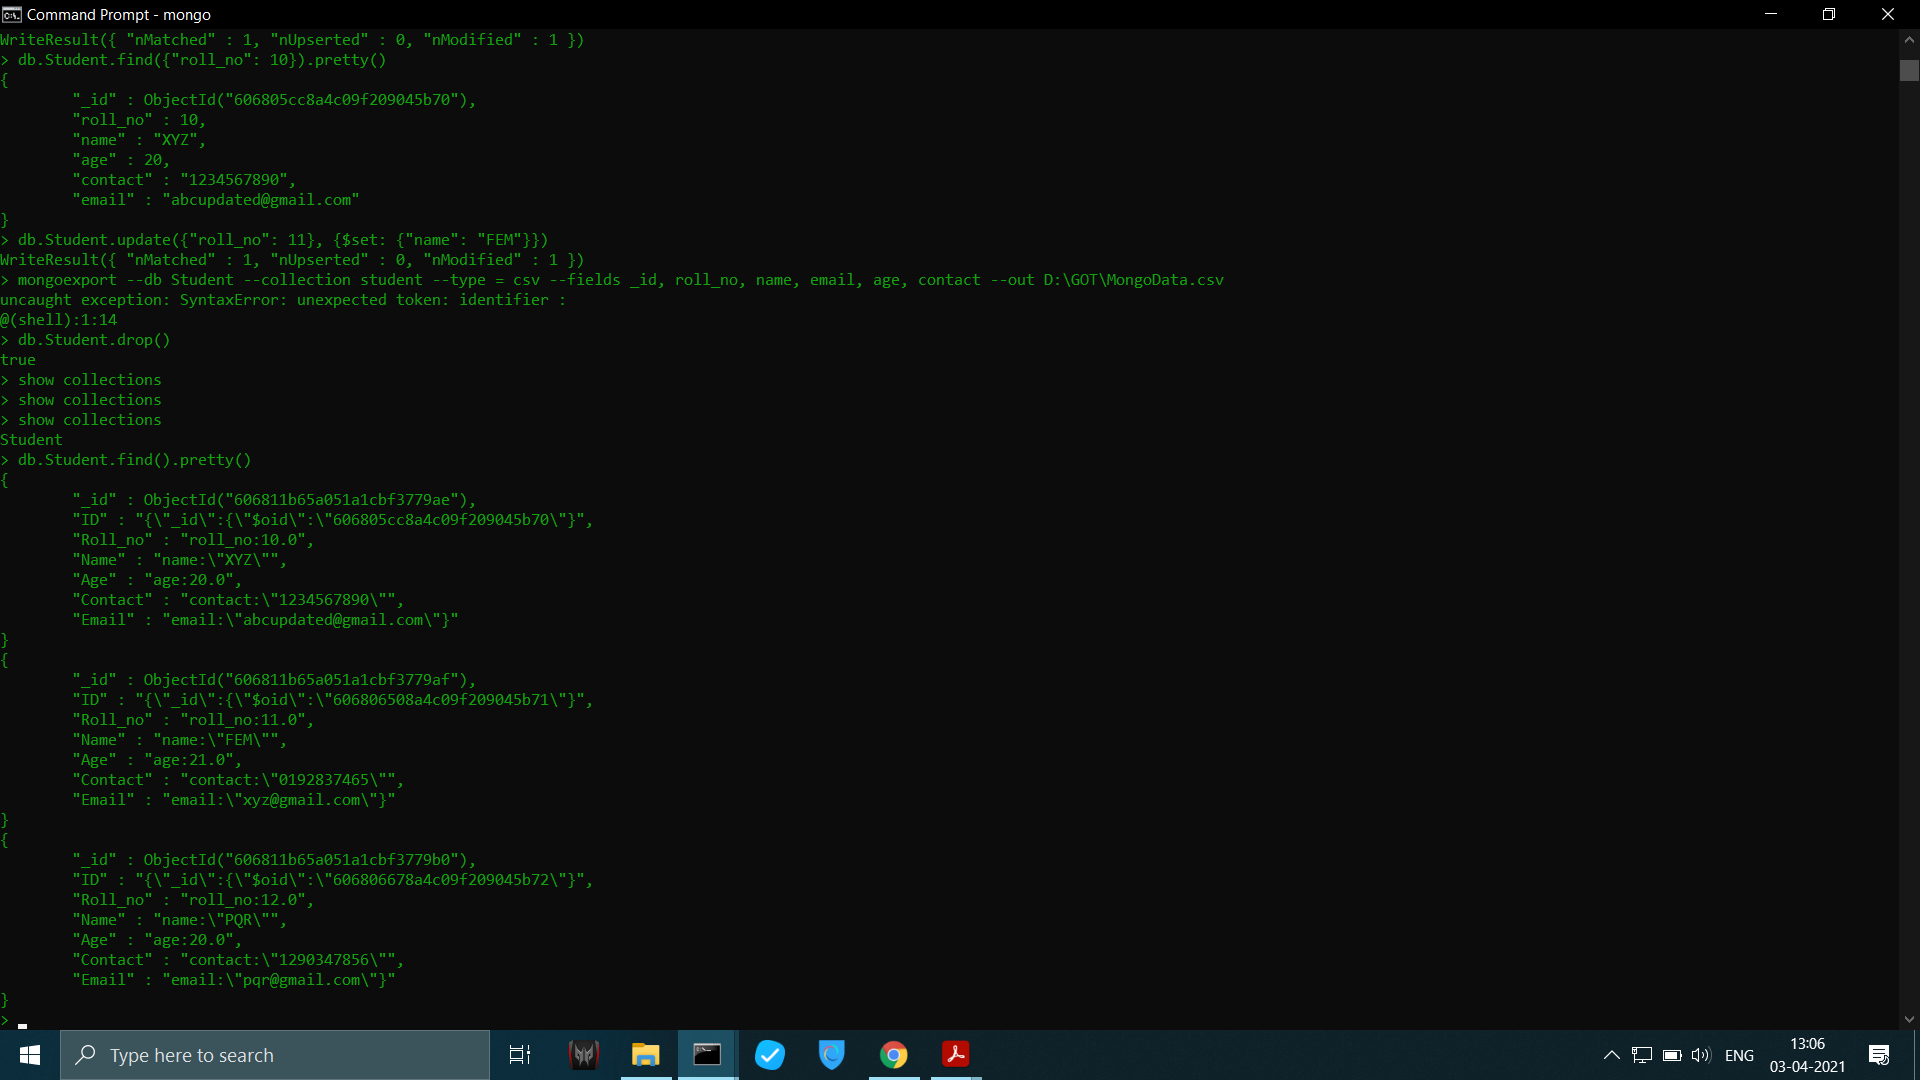 Command Prompt - mongo
WriteResult({ "nMatched" : 1, "nUpserted" : 0, "nModified" : 1 })
> db.Student.find({"roll_no": 10}).pretty()
{
        "_id" : ObjectId("606805cc8a4c09f209045b70"),
        "roll_no" : 10,
        "name" : "XYZ",
        "age" : 20,
        "contact" : "1234567890",
        "email" : "abcupdated@gmail.com"
}
> db.Student.update({"roll_no": 11}, {$set: {"name": "FEM"}})
WriteResult({ "nMatched" : 1, "nUpserted" : 0, "nModified" : 1 })
> mongoexport --db Student --collection student --type = csv --fields _id, roll_no, name, email, age, contact --out D:\GOT\MongoData.csv
uncaught exception: SyntaxError: unexpected token: identifier :
@(shell):1:14
> db.Student.drop()
true
> show collections
> show collections
> show collections
Student
> db.Student.find().pretty()
{
        "_id" : ObjectId("606811b65a051a1cbf3779ae"),
        "ID" : "{\"_id\":{\"$oid\":\"606805cc8a4c09f209045b70\"}",
        "Roll_no" : "roll_no:10.0",
        "Name" : "name:\"XYZ\"",
        "Age" : "age:20.0",
        "Contact" : "contact:\"1234567890\"",
        "Email" : "email:\"abcupdated@gmail.com\"}"
}
{
        "_id" : ObjectId("606811b65a051a1cbf3779af"),
        "ID" : "{\"_id\":{\"$oid\":\"606806508a4c09f209045b71\"}",
        "Roll_no" : "roll_no:11.0",
        "Name" : "name:\"FEM\"",
        "Age" : "age:21.0",
        "Contact" : "contact:\"0192837465\"",
        "Email" : "email:\"xyz@gmail.com\"}"
}
{
        "_id" : ObjectId("606811b65a051a1cbf3779b0"),
        "ID" : "{\"_id\":{\"$oid\":\"606806678a4c09f209045b72\"}",
        "Roll_no" : "roll_no:12.0",
        "Name" : "name:\"PQR\"",
        "Age" : "age:20.0",
        "Contact" : "contact:\"1290347856\"",
        "Email" : "email:\"pqr@gmail.com\"}"
}
>
Type here to search
ENG
13:06
03-04-2021